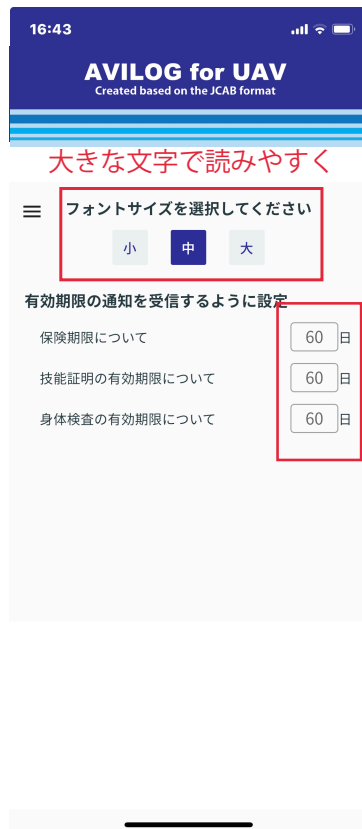 16:43
AVILOG for UAV
Created based on the JCAB format
大きな文字で読みやすく
フォントサイズを選択してください
小 中 大
有効期限の通知を受信するように設定
保険期限について 60 日
技能証明の有効期限について 60 日
身体検査の有効期限について 60 日